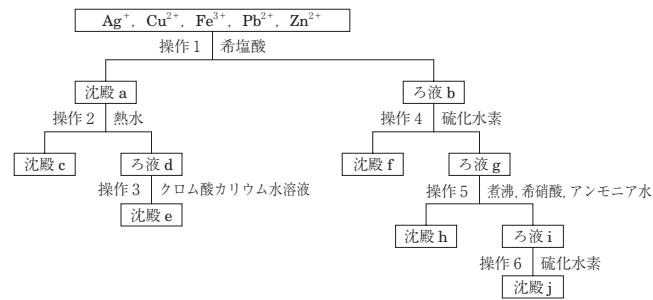 Ag⁺, Cu²⁺, Fe³⁺, Pb²⁺, Zn²⁺
操作1 希塩酸
沈殿 a ろ液 b
操作2 熱水 操作4 硫化水素
沈殿 c ろ液 d 沈殿 f ろ液 g
操作3 クロム酸カリウム水溶液 操作5 煮沸, 希硝酸, アンモニア水
沈殿 e 沈殿 h ろ液 i
操作6 硫化水素
沈殿 j